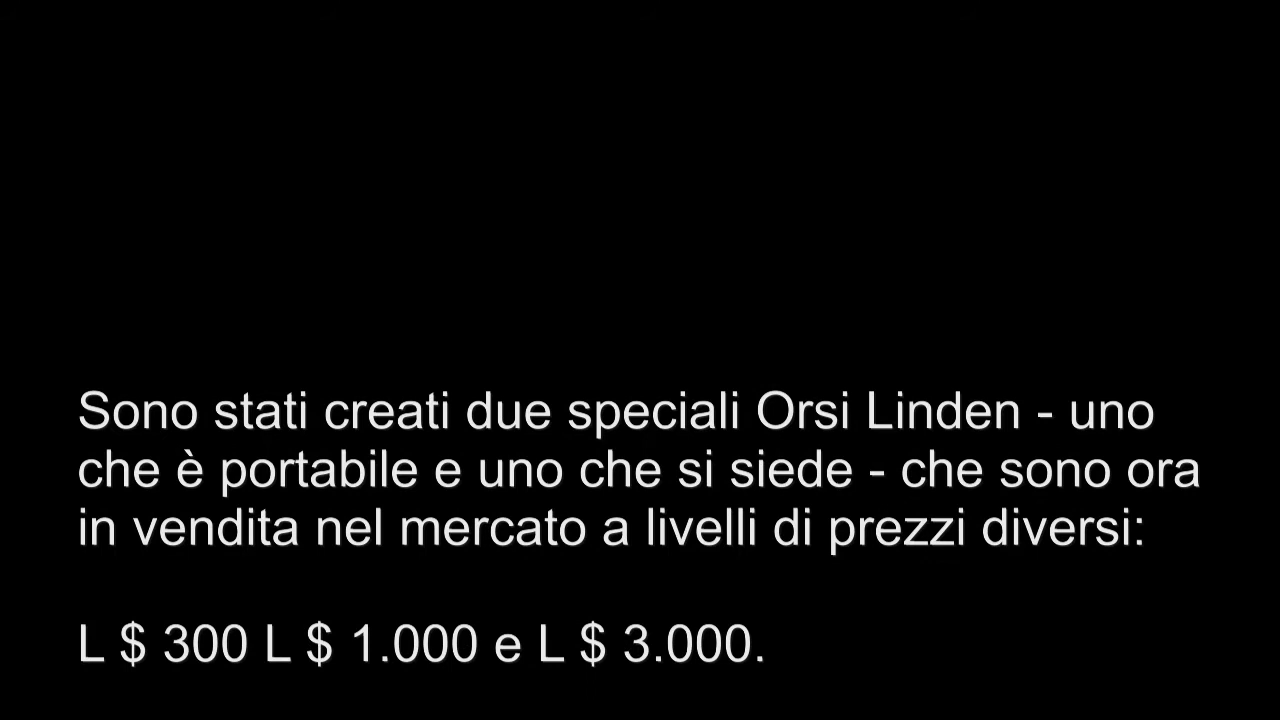 Sono stati creati due speciali Orsi Linden - uno
che è portabile e uno che si siede - che sono ora
in vendita nel mercato a livelli di prezzi diversi:
L $ 300 L $ 1.000 e L $ 3.000.